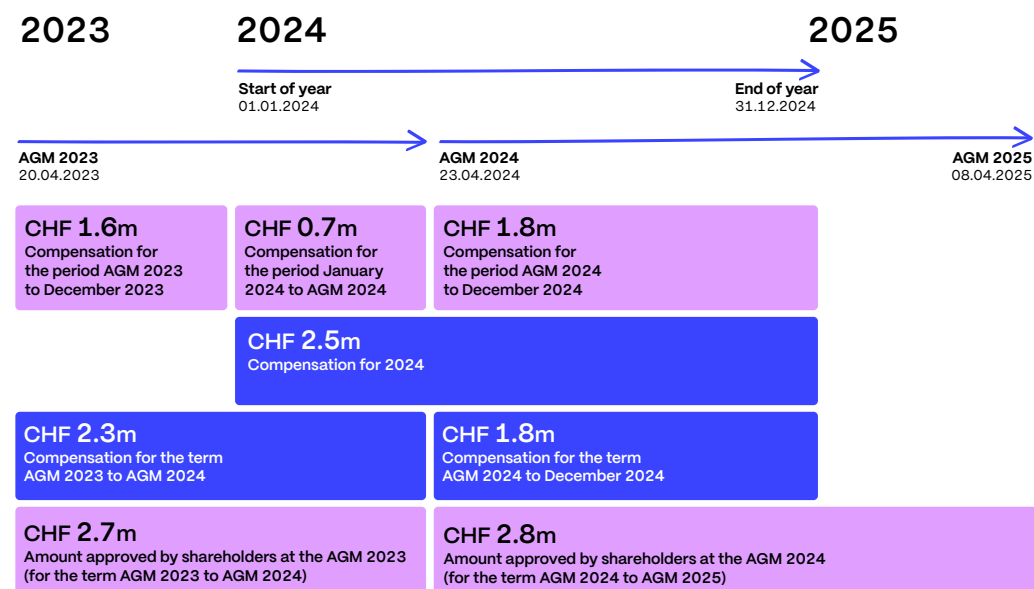 2023
2024
2025
Start of year
01.01.2024
End of year
31.12.2024
AGM 2023
20.04.2023
AGM 2024
23.04.2024
AGM 2025
08.04.2025
CHF 1.6m
Compensation for
the period AGM 2023
to December 2023
CHF 0.7m
Compensation for
the period January
2024 to AGM 2024
CHF 1.8m
Compensation for
the period AGM 2024
to December 2024
CHF 2.5m
Compensation for 2024
CHF 2.3m
Compensation for the term
AGM 2023 to AGM 2024
CHF 1.8m
Compensation for the term
AGM 2024 to December 2024
CHF 2.7m
Amount approved by shareholders at the AGM 2023
(for the term AGM 2023 to AGM 2024)
CHF 2.8m
Amount approved by shareholders at the AGM 2024
(for the term AGM 2024 to AGM 2025)